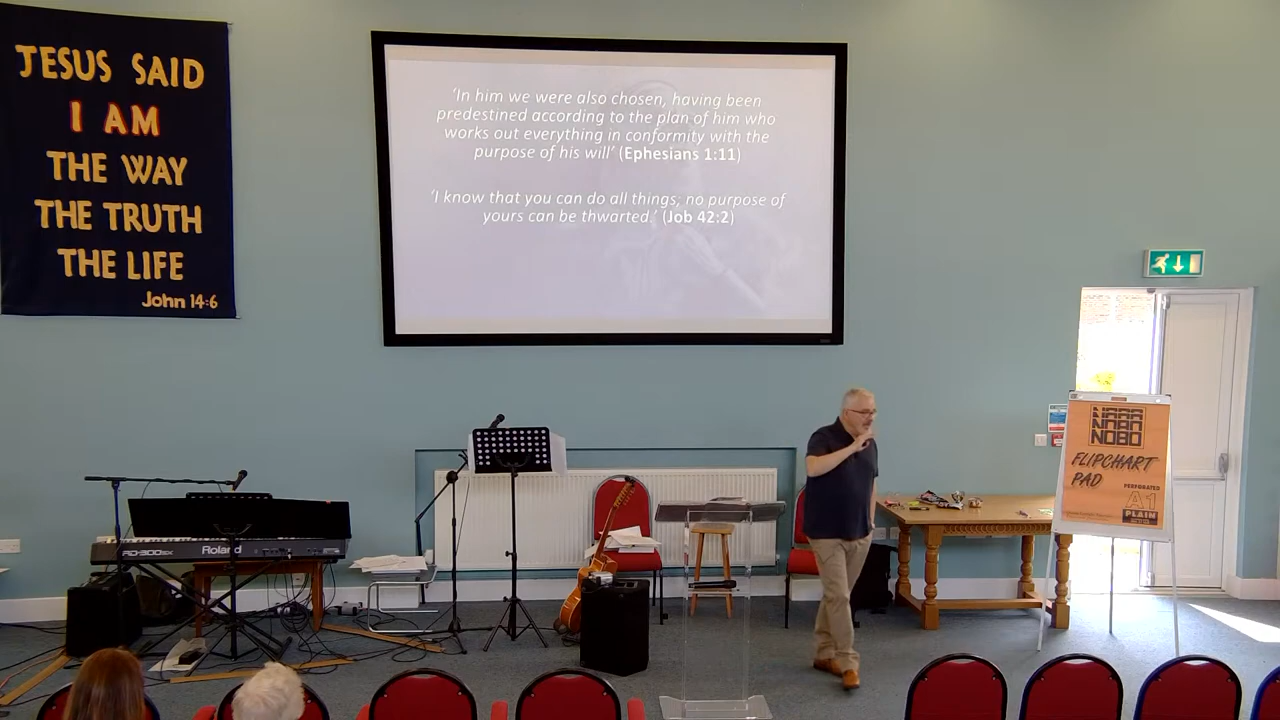 JESUS SAID
I AM
THE WAY
THE TRUTH
THE LIFE
John 14:6
‘In him we were also chosen, having been
predestined according to the plan of him who
works out everything in conformity with the
purpose of his will’ (Ephesians 1:11)
‘I know that you can do all things; no purpose of
yours can be thwarted.’ (Job 42:2)
NOBO
NOBO
FLIPCHART
PAD
PERFORATED
A1
PLAIN
RD-300SX
Roland